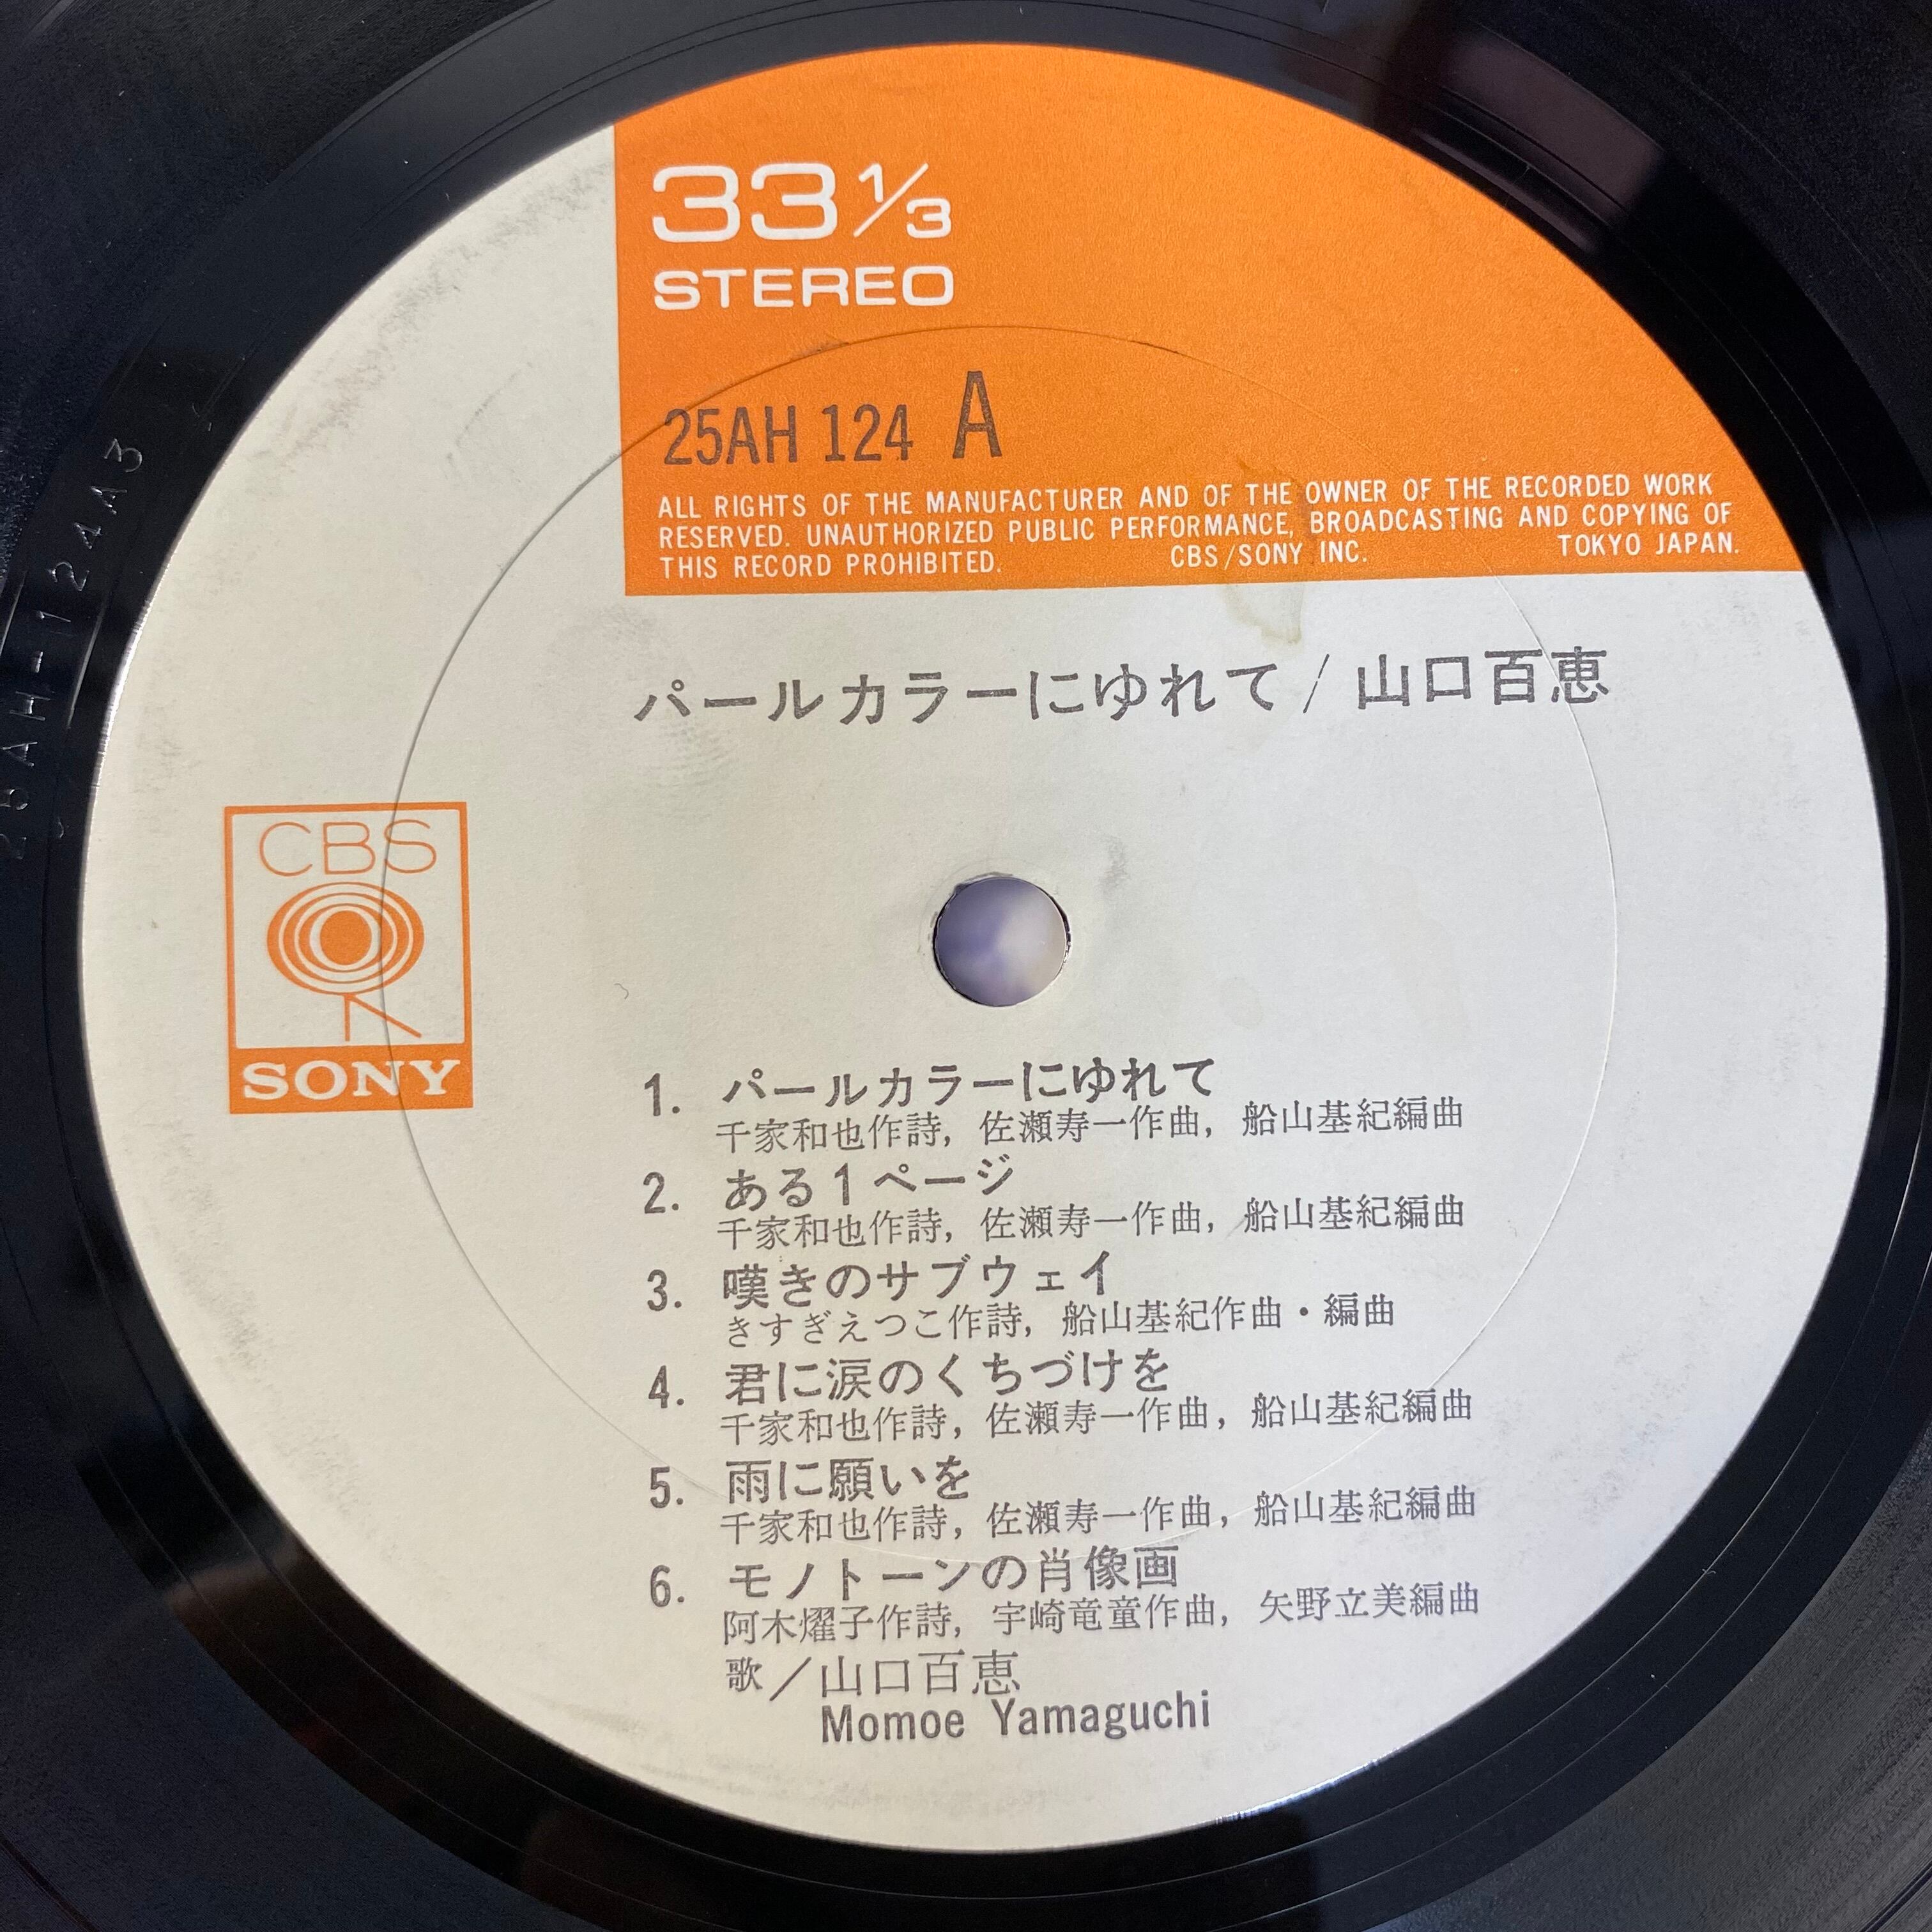 33 1/3
STEREO
25AH 124 A
ALL RIGHTS OF THE MANUFACTURER AND OF THE OWNER OF THE RECORDED WORK
RESERVED. UNAUTHORIZED PUBLIC PERFORMANCE, BROADCASTING AND COPYING OF
THIS RECORD PROHIBITED. CBS/SONY INC. TOKYO JAPAN.
パールカラーにゆれて/山口百恵
CBS
SONY
1. パールカラーにゆれて
千家和也作詩, 佐瀬寿一作曲, 船山基紀編曲
2. ある1ページ
千家和也作詩, 佐瀬寿一作曲, 船山基紀編曲
3. 嘆きのサブウェイ
きすぎえつこ作詩, 船山基紀作曲・編曲
4. 君に涙のくちづけを
千家和也作詩, 佐瀬寿一作曲, 船山基紀編曲
5. 雨に願いを
千家和也作詩, 佐瀬寿一作曲, 船山基紀編曲
6. モノトーンの肖像画
阿木燿子作詩, 宇崎竜童作曲, 矢野立美編曲
歌/山口百恵
Momoe Yamaguchi
25AH-124A3